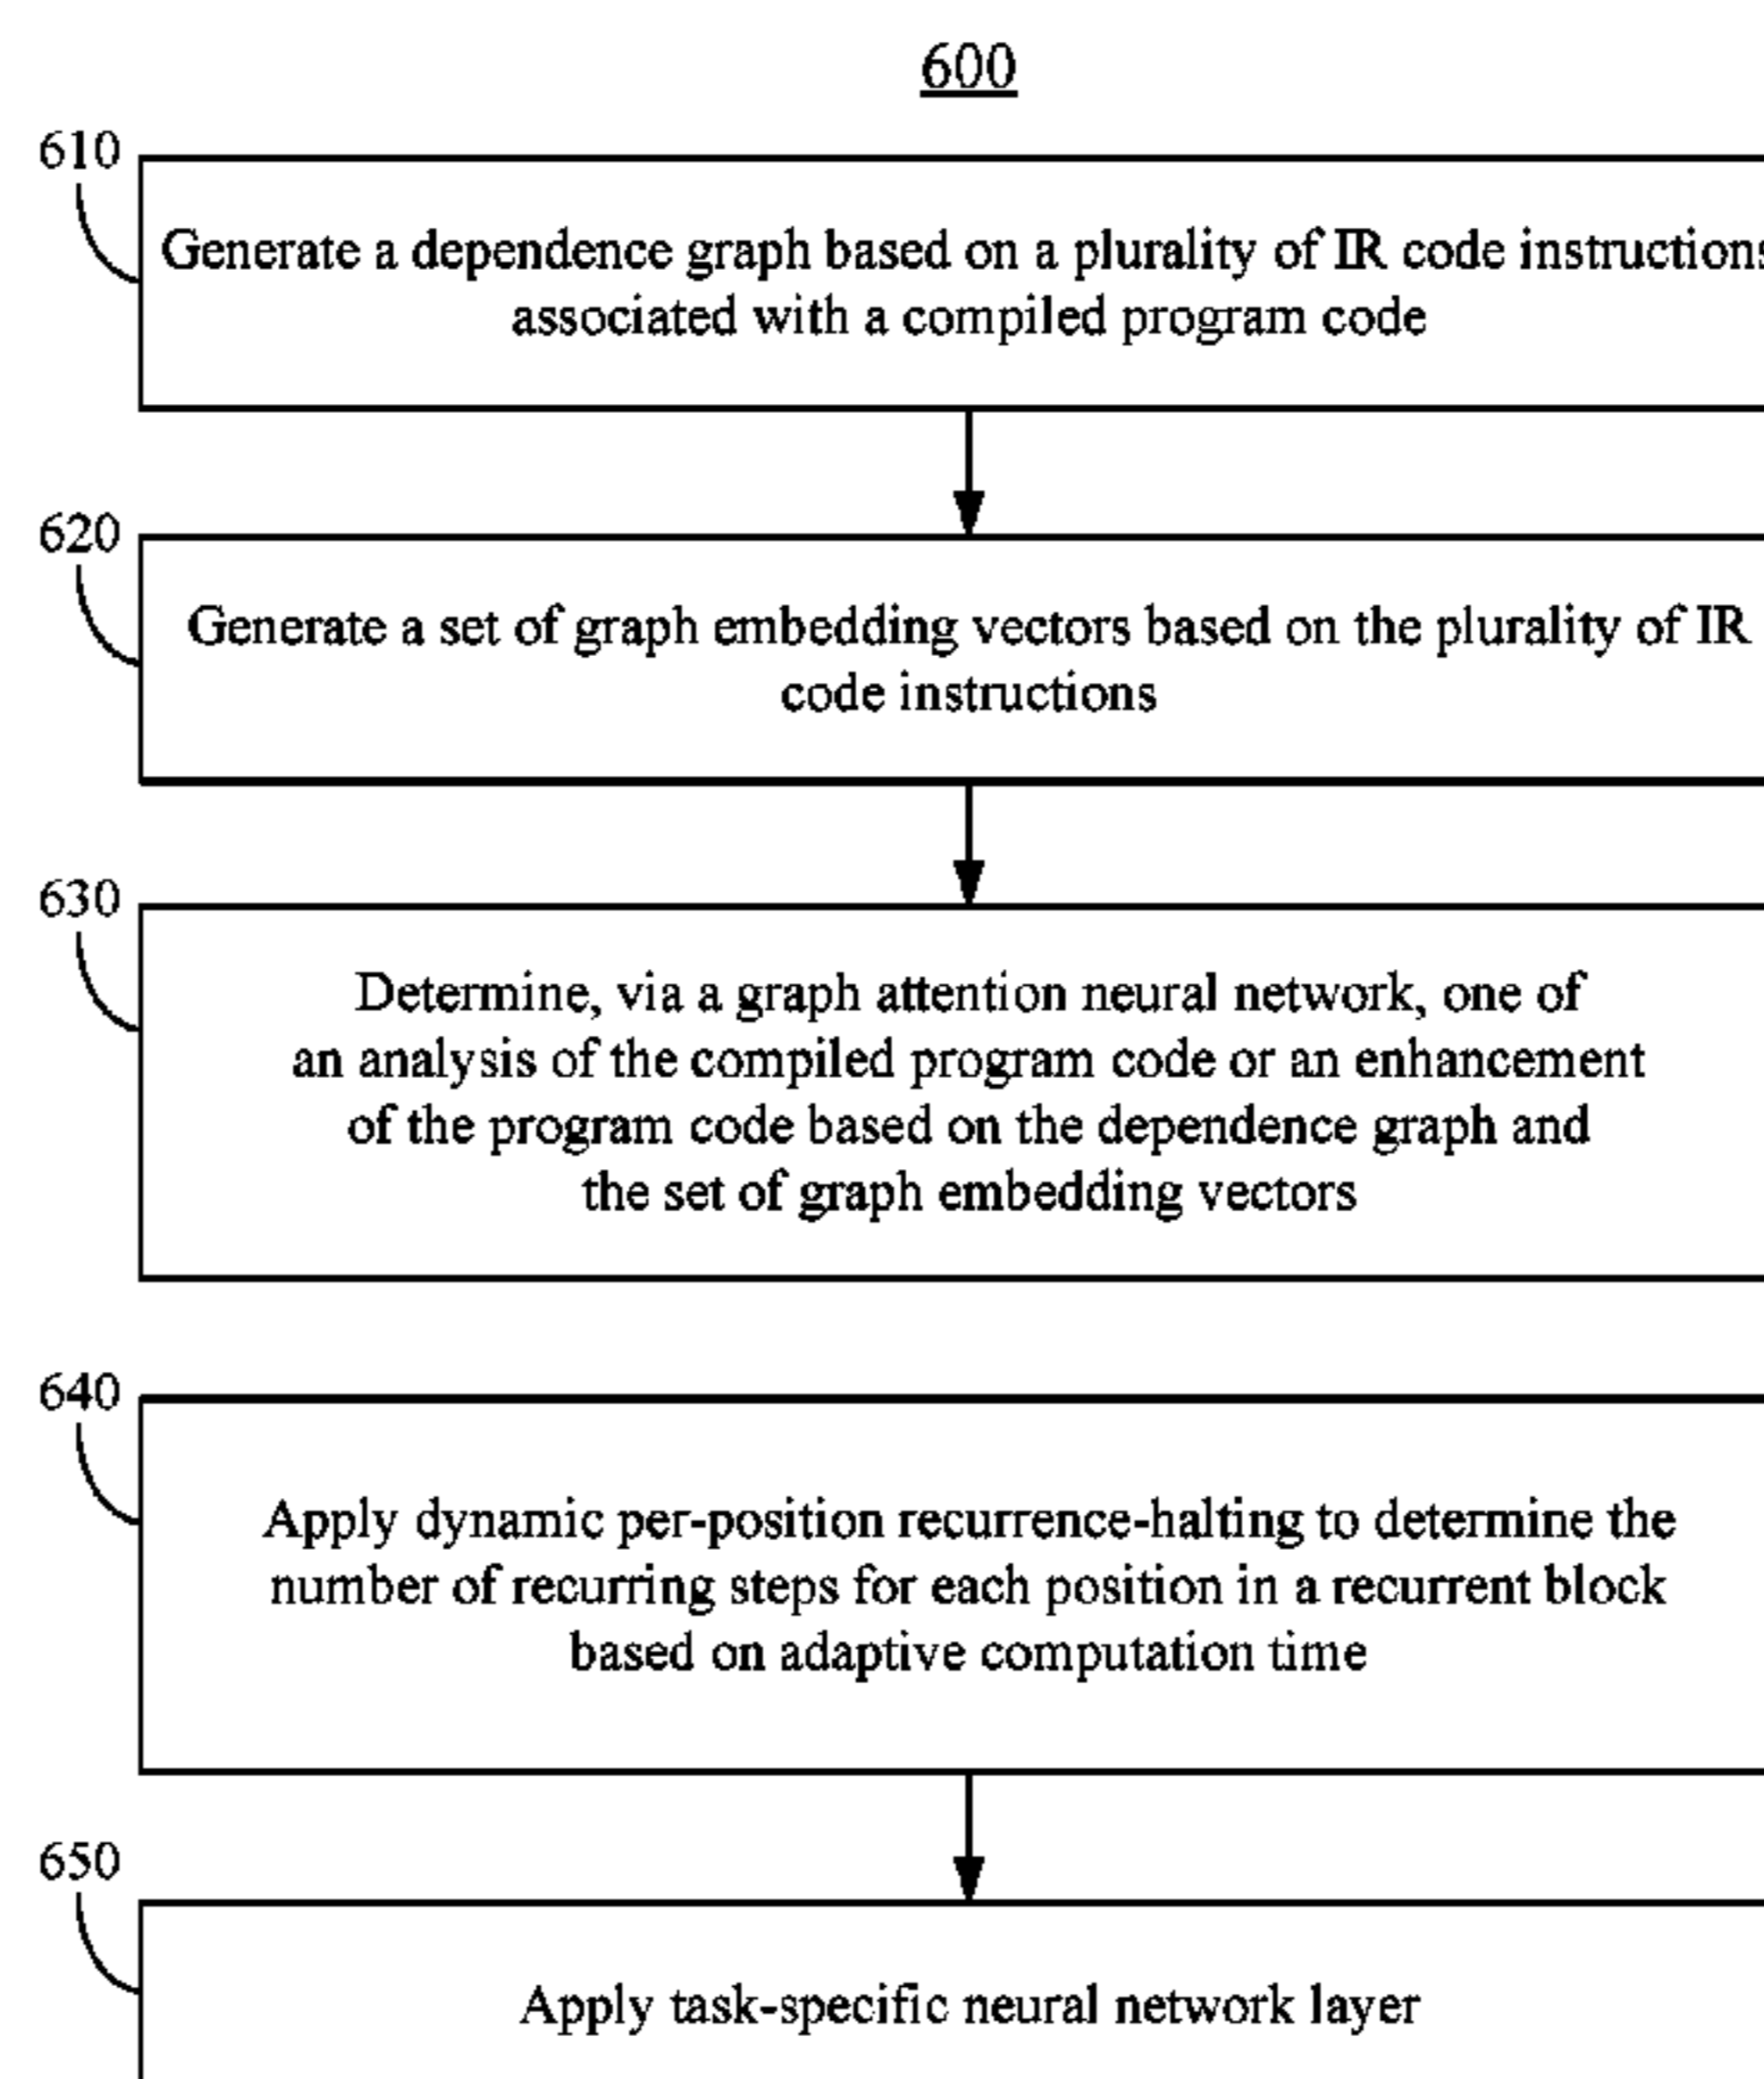 600
610
Generate a dependence graph based on a plurality of IR code instructions
associated with a compiled program code
620
Generate a set of graph embedding vectors based on the plurality of IR
code instructions
630
Determine, via a graph attention neural network, one of
an analysis of the compiled program code or an enhancement
of the program code based on the dependence graph and
the set of graph embedding vectors
640
Apply dynamic per-position recurrence-halting to determine the
number of recurring steps for each position in a recurrent block
based on adaptive computation time
650
Apply task-specific neural network layer